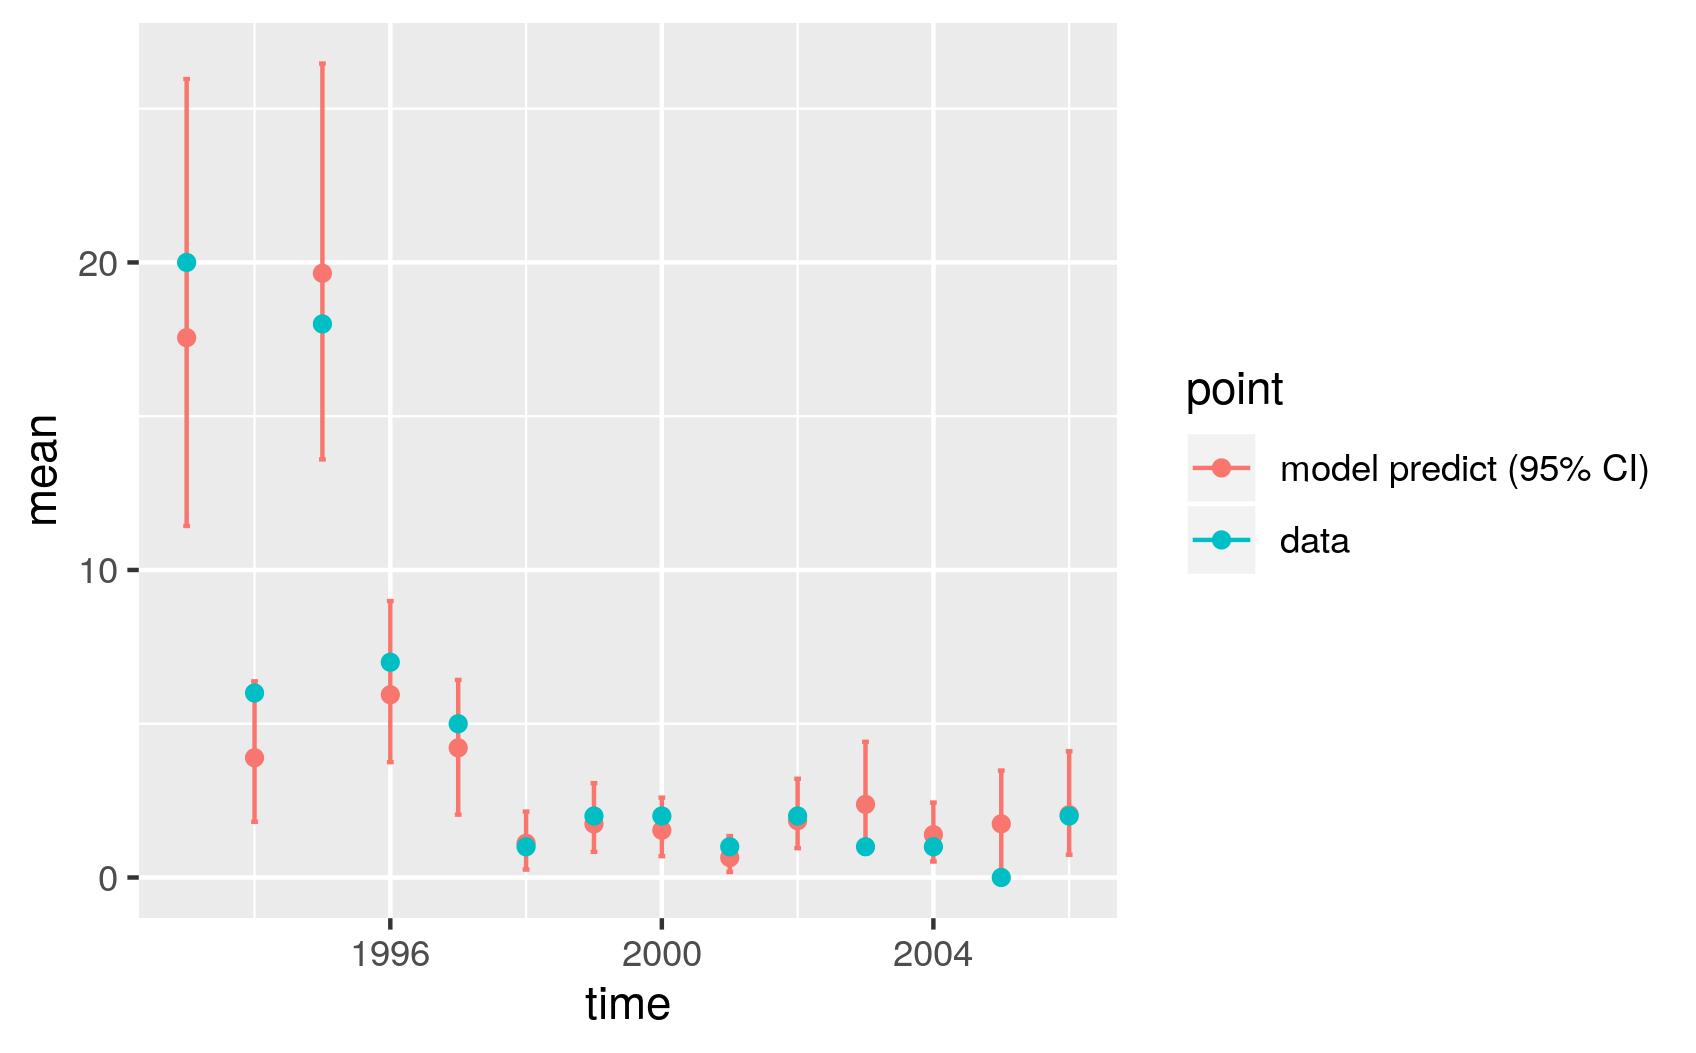 20
10
0
mean
1996
2000
2004
time
point
model predict (95% CI)
data